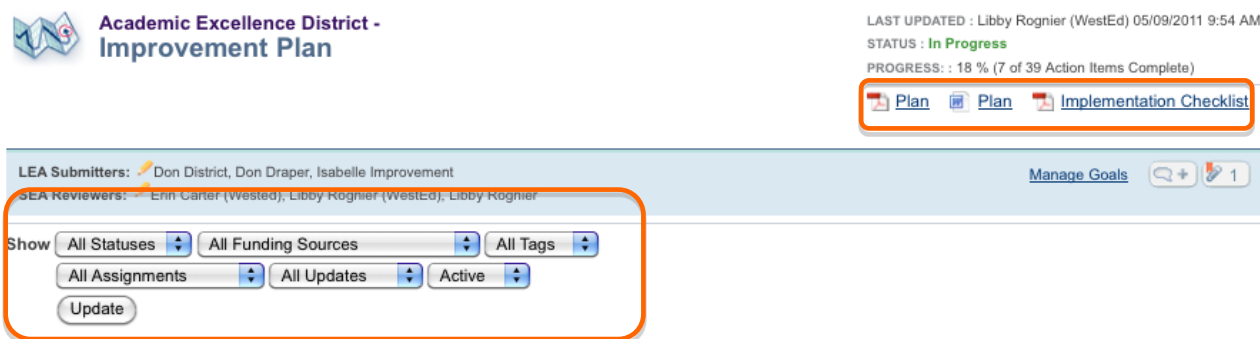 Academic Excellence District -
Improvement Plan
LAST UPDATED : Libby Rognier (WestEd) 05/09/2011 9:54 AM
STATUS : In Progress
PROGRESS: : 18 % (7 of 39 Action Items Complete)
Plan Plan Implementation Checklist
LEA Submitters: Don District, Don Draper, Isabelle Improvement
Manage Goals 1
SEA Reviewers: Erin Carter (Wested), Libby Rognier (WestEd), Libby Rognier
Show All Statuses All Funding Sources All Tags
All Assignments All Updates Active
Update